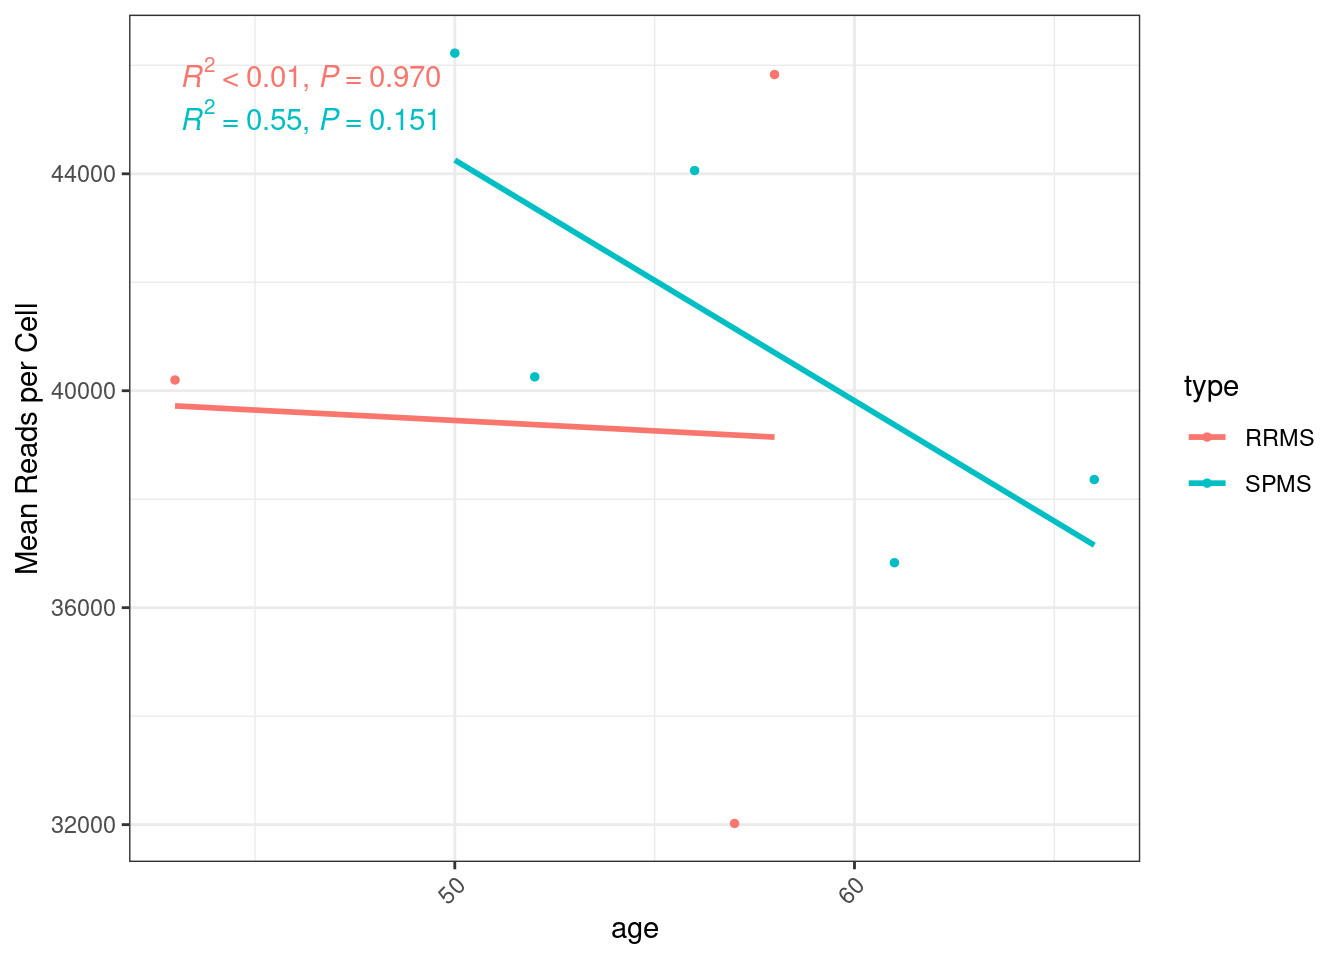 R² < 0.01, P = 0.970
R² = 0.55, P = 0.151
44000
40000
36000
32000
Mean Reads per Cell
50
60
age
type
RRMS
SPMS